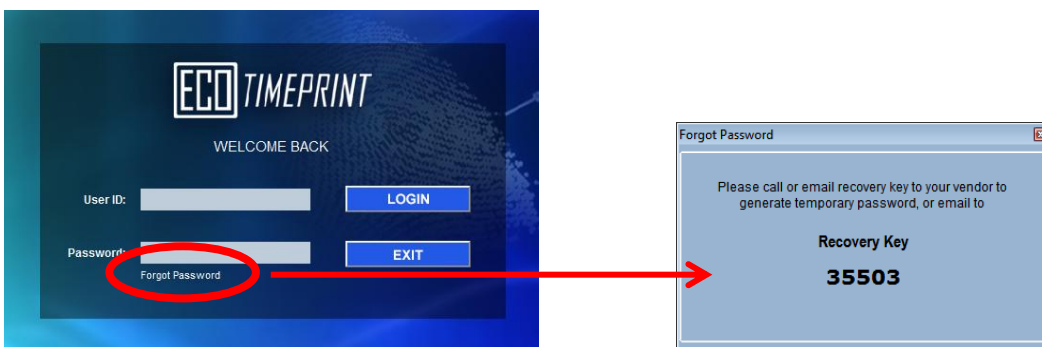 ECO TIMEPRINT
WELCOME BACK
User ID:
LOGIN
Password:
EXIT
Forgot Password
Forgot Password
Please call or email recovery key to your vendor to
generate temporary password, or email to
Recovery Key
35503